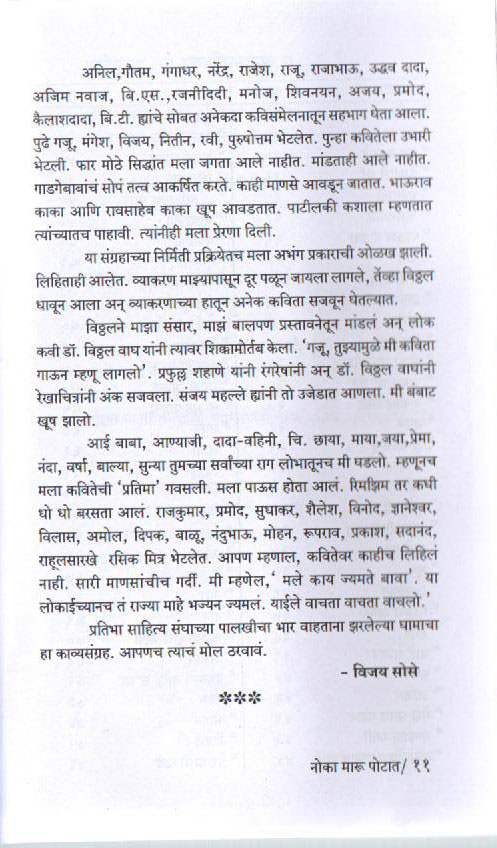 अनिल,गौतम, गंगाधर, नरेंद्र, राजेश, राजू, राजाभाऊ, उद्धव दादा,
अजिम नवाज, बि.एस.,रजनीदिदी, मनोज, शिवनयन, अजय, प्रमोद,
कैलाशदादा, बि.टी. ह्यांचे सोबत अनेकदा कविसंमेलनातून सहभाग घेता आला.
पुढे गजू, मंगेश, विजय, नितीन, रवी, पुरुषोत्तम भेटलेत. पुन्हा कवितेला उभारी
भेटली. फार मोठे सिद्धांत मला जगता आले नाहीत. मांडताही आले नाहीत.
गाडगेबाबांचं सोपं तत्व आकर्षित करते. काही माणसे आवडून जातात. भाऊराव
काका आणि रावसाहेब काका खूप आवडतात. पाटीलकी कशाला म्हणतात
त्यांच्यातच पाहावी. त्यांनीही मला प्रेरणा दिली.
या संग्रहाच्या निर्मिती प्रक्रियेतच मला अभंग प्रकाराची ओळख झाली.
लिहिताही आलेत. व्याकरण माझ्यापासून दूर पळून जायला लागले, तेंव्हा विठ्ठल
धावून आला अन् व्याकरणाच्या हातून अनेक कविता सजवून घेतल्यात.
विठ्ठलने माझा संसार, माझं बालपण प्रस्तावनेतून मांडलं अन् लोक
कवी डॉ. विठ्ठल वाघ यांनी त्यावर शिक्कामोर्तब केला. ‘गजू, तुझ्यामुळे मी कविता
गाऊन म्हणू लागलो’. प्रफुल्ल शहाणे यांनी रंगरेषांनी अन् डॉ. विठ्ठल वाघांनी
रेखाचित्रांनी अंक सजवला. संजय महल्ले ह्यांनी तो उजेडात आणला. मी बंबाट
खूष झालो.
आई बाबा, आण्याजी, दादा-वहिनी, चि. छाया, माया,जया,प्रेमा,
नंदा, वर्षा, बाल्या, सुन्या तुमच्या सर्वांच्या राग लोभातूनच मी घडलो. म्हणूनच
मला कवितेची ‘प्रतिमा’ गवसली. मला पाऊस होता आलं. रिमझिम तर कधी
धो धो बरसता आलं. राजकुमार, प्रमोद, सुधाकर, शैलेश, विनोद, ज्ञानेश्वर,
विलास, अमोल, दिपक, बाळू, नंदुभाऊ, मोहन, रूपराव, प्रकाश, सदानंद,
राहूलसारखे रसिक मित्र भेटलेत. आपण म्हणाल, कवितेवर काहीच लिहिलं
नाही. सारी माणसांचीच गर्दी. मी म्हणेल,‘ मले काय ज्यमते बावा’. या
लोकाईच्यानच तं राज्या माहे भज्यन ज्यमलं. याईले वाचता वाचता वाचलो.’
प्रतिभा साहित्य संघाच्या पालखीचा भार वाहताना झरलेल्या घामाचा
हा काव्यसंग्रह. आपणच त्याचं मोल ठरवावं.
- विजय सोसे
***
नोका मारू पोटात/ ११